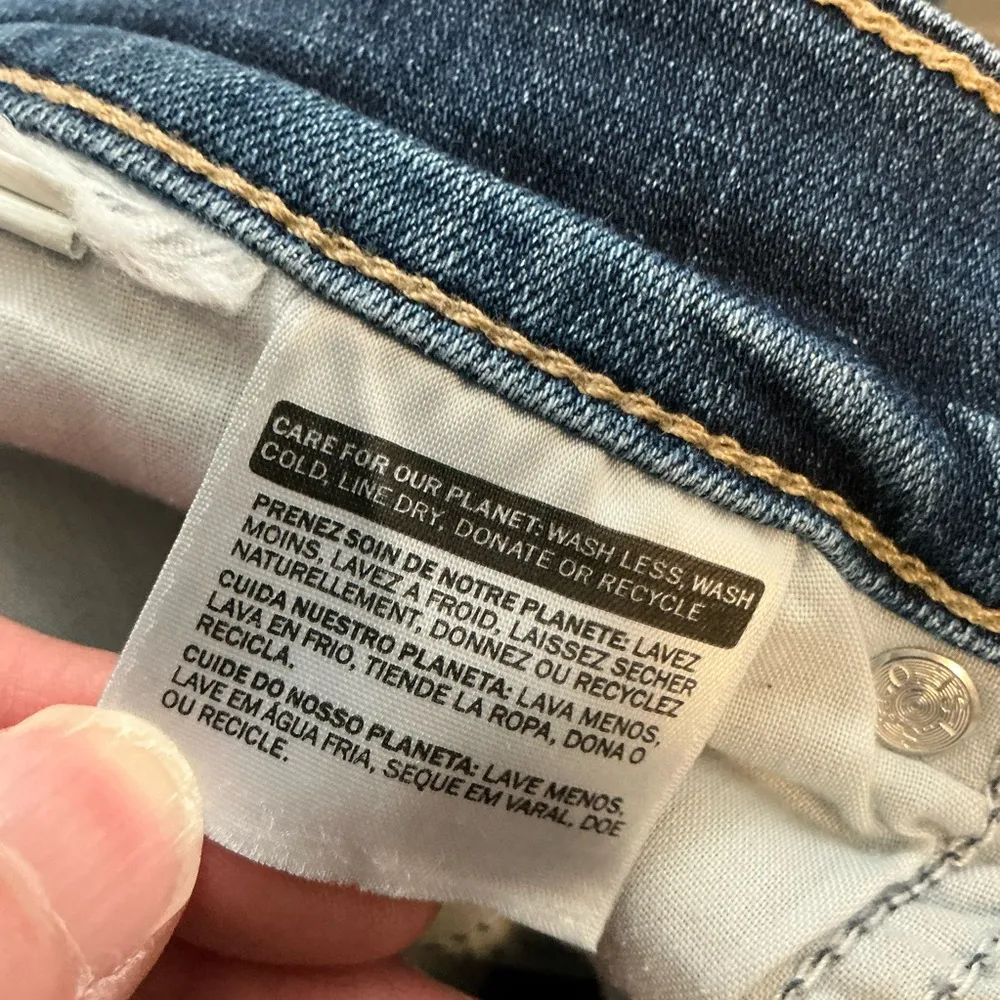 CARE FOR OUR PLANET: WASH LESS, WASH
COLD, LINE DRY, DONATE OR RECYCLE
PRENEZ SOIN DE NOTRE PLANETE: LAVEZ
MOINS, LAVEZ A FROID, LAISSEZ SECHER
NATURELLEMENT, DONNEZ OU RECYCLEZ
CUIDA NUESTRO PLANETA: LAVA MENOS,
LAVA EN FRIO, TIENDE LA ROPA, DONA O
RECICLA.
CUIDE DO NOSSO PLANETA: LAVE MENOS,
LAVE EM ÁGUA FRIA, SEQUE EM VARAL, DOE
OU RECICLE.